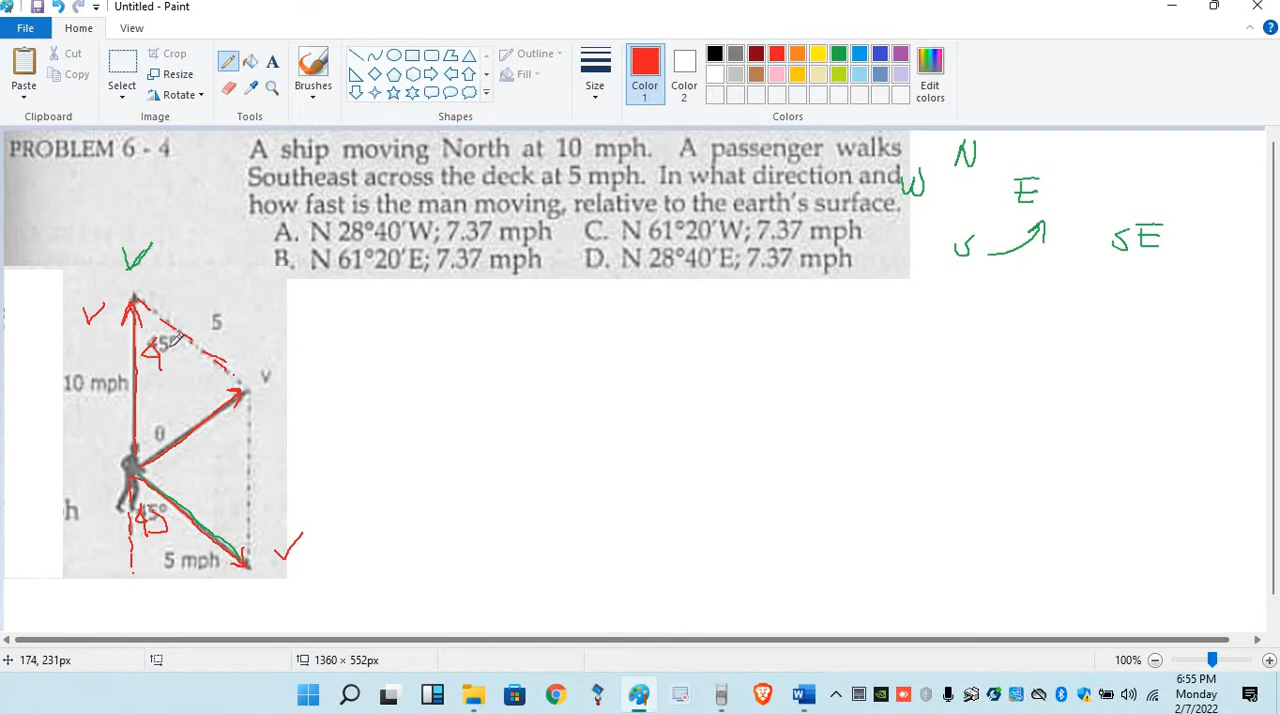 Untitled - Paint
File Home View
Paste
Cut
Copy
Clipboard
Select
Crop
Resize
Rotate
Image
A
Tools
Brushes
Outline
Fill
Shapes
Size
Color 1
Color 2
Edit colors
Colors
PROBLEM 6 - 4
A ship moving North at 10 mph. A passenger walks
Southeast across the deck at 5 mph. In what direction and
how fast is the man moving, relative to the earth's surface.
A. N 28°40'W; 7.37 mph C. N 61°20'W; 7.37 mph
B. N 61°20'E; 7.37 mph D. N 28°40'E; 7.37 mph
N
W
E
S
SE
5
45°
10 mph
v
θ
h
45°
5 mph
174, 231px
1360 × 552px
100%
6:55 PM
Monday
2/7/2022